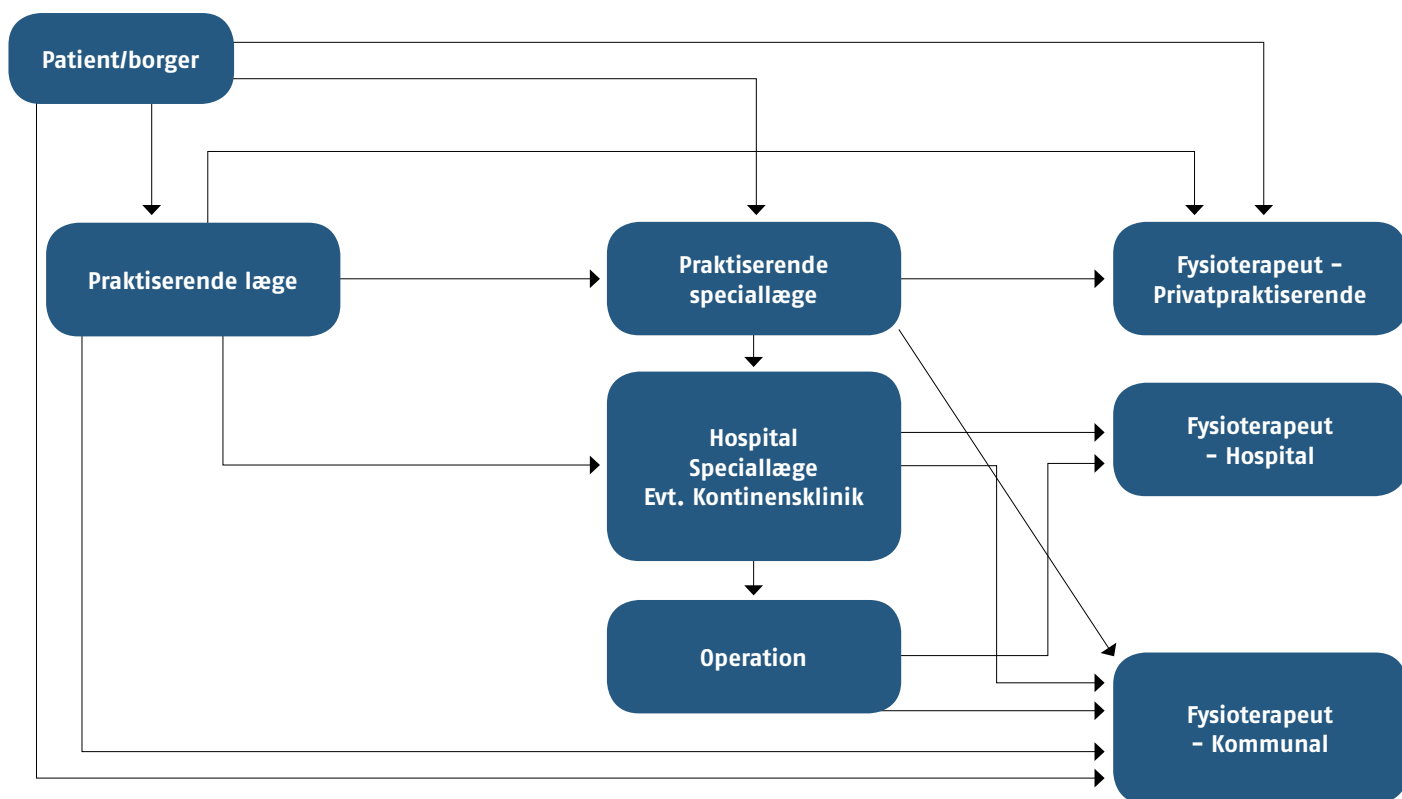 Patient/borger
Praktiserende læge
Praktiserende
speciallæge
Fysioterapeut –
Privatpraktiserende
Hospital
Speciallæge
Evt. Kontinensklinik
Fysioterapeut
– Hospital
Operation
Fysioterapeut
– Kommunal